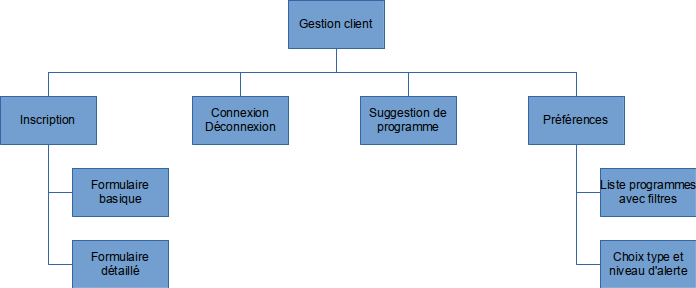 Gestion client
Inscription
Connexion
Déconnexion
Suggestion de
programme
Préférences
Formulaire
basique
Liste programmes
avec filtres
Formulaire
détaillé
Choix type et
niveau d'alerte